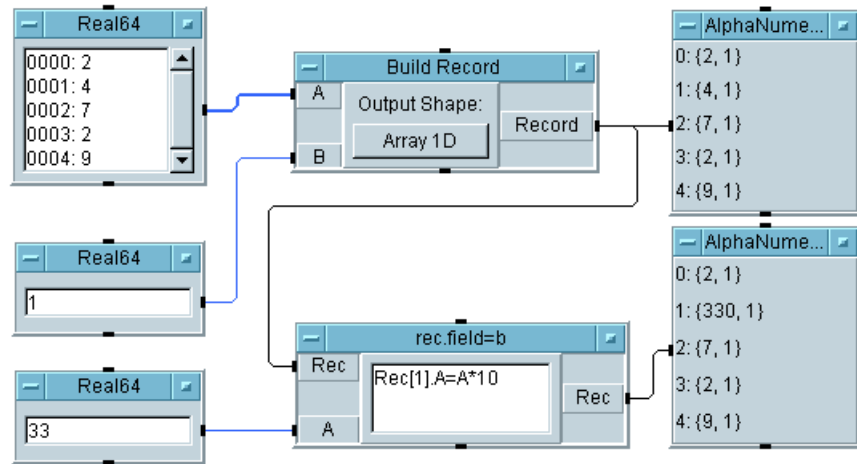 Real64
0000: 2
0001: 4
0002: 7
0003: 2
0004: 9
Build Record
A
Output Shape:
Array 1D
B
Record
AlphaNume...
0: {2, 1}
1: {4, 1}
2: {7, 1}
3: {2, 1}
4: {9, 1}
Real64
1
AlphaNume...
0: {2, 1}
1: {330, 1}
2: {7, 1}
3: {2, 1}
4: {9, 1}
rec.field=b
Rec
Rec[1].A=A*10
A
Rec
Real64
33